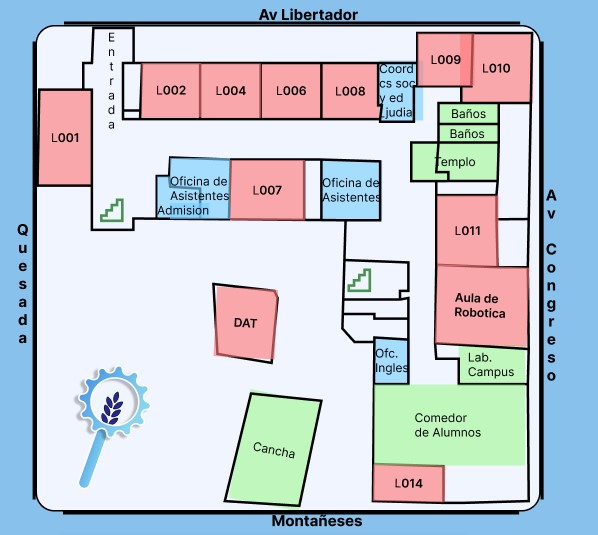 Av Libertador
Entrada
L001
L002
L004
L006
L008
Coord
cs soc
y ed
Ljudia
L009
L010
Baños
Baños
Templo
Oficina de
Asistentes
Admision
L007
Oficina de
Asistentes
L011
Aula de
Robotica
DAT
Ofc.
Ingles
Lab.
Campus
Comedor
de Alumnos
Cancha
L014
Quesada
Av Congreso
Montañeses